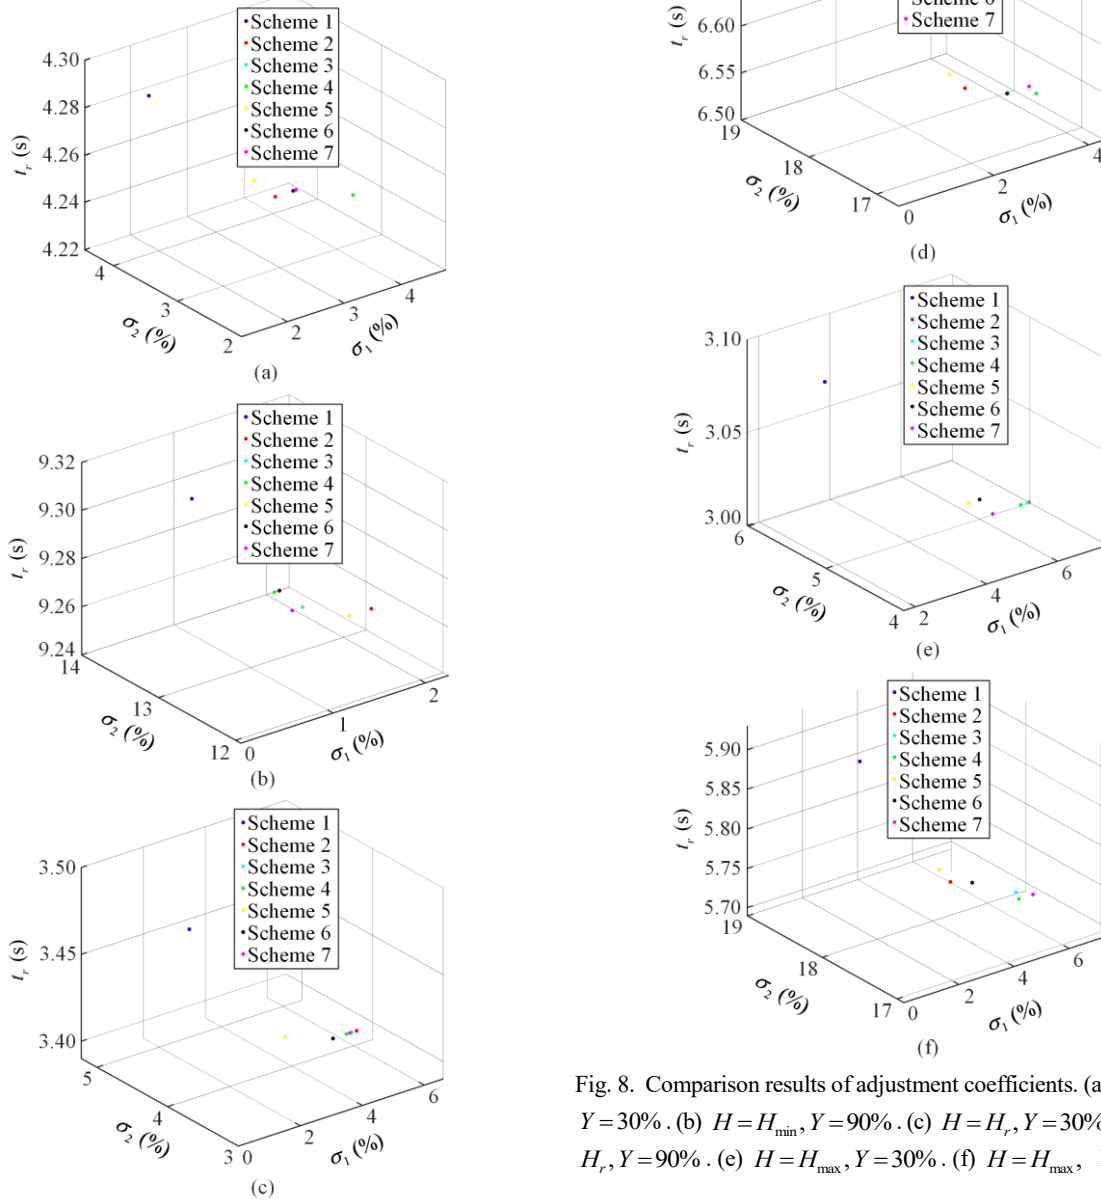 Scheme 1
Scheme 2
Scheme 3
Scheme 4
Scheme 5
Scheme 6
Scheme 7
4.30
4.28
4.26
4.24
4.22
t_r (s)
4
3
2
σ_2 (%)
2
3
4
σ_1 (%)
(a)
Scheme 1
Scheme 2
Scheme 3
Scheme 4
Scheme 5
Scheme 6
Scheme 7
9.32
9.30
9.28
9.26
9.24
t_r (s)
14
13
12
σ_2 (%)
0
1
2
σ_1 (%)
(b)
Scheme 1
Scheme 2
Scheme 3
Scheme 4
Scheme 5
Scheme 6
Scheme 7
3.50
3.45
3.40
t_r (s)
5
4
3
σ_2 (%)
0
2
4
6
σ_1 (%)
(c)
Scheme 7
6.60
6.55
6.50
t_r (s)
19
18
17
σ_2 (%)
0
2
4
σ_1 (%)
(d)
Scheme 1
Scheme 2
Scheme 3
Scheme 4
Scheme 5
Scheme 6
Scheme 7
3.10
3.05
3.00
t_r (s)
6
5
4
σ_2 (%)
2
4
6
σ_1 (%)
(e)
Scheme 1
Scheme 2
Scheme 3
Scheme 4
Scheme 5
Scheme 6
Scheme 7
5.90
5.85
5.80
5.75
5.70
t_r (s)
19
18
17
σ_2 (%)
0
2
4
6
σ_1 (%)
(f)
Fig. 8. Comparison results of adjustment coefficients. (a
Y = 30% . (b) H = H_min, Y = 90% . (c) H = H_r, Y = 30%
H_r, Y = 90% . (e) H = H_max, Y = 30% . (f) H = H_max,